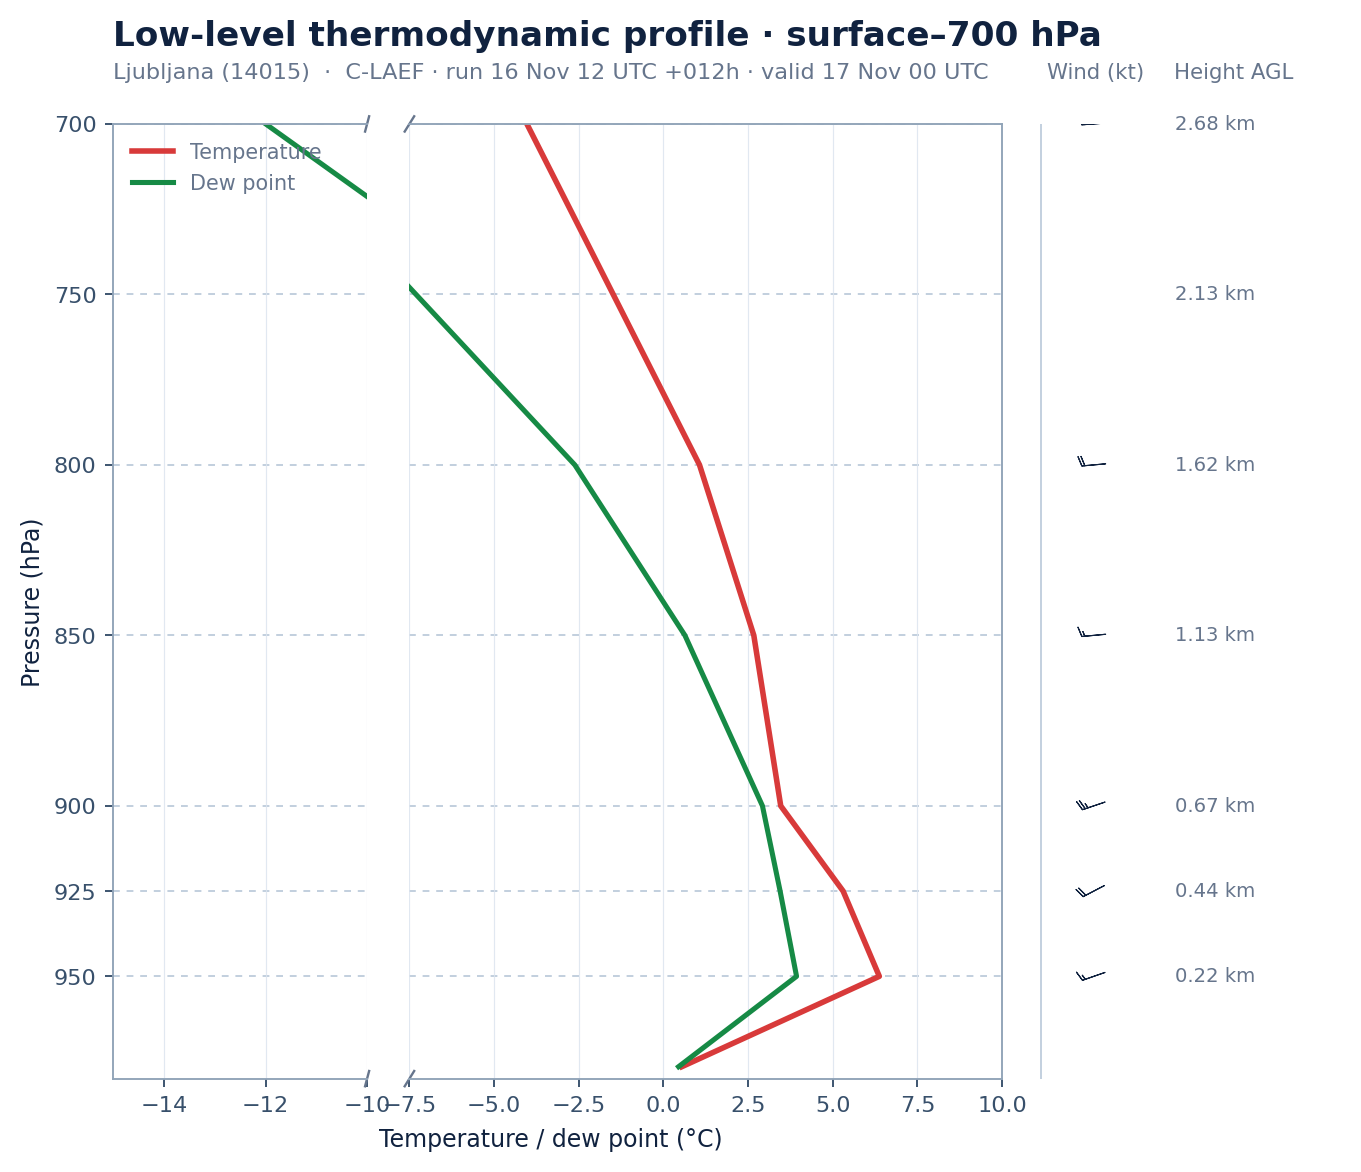 Low-level thermodynamic profile · surface–700 hPa
Ljubljana (14015) · C-LAEF · run 16 Nov 12 UTC +012h · valid 17 Nov 00 UTC
Wind (kt)
Height AGL
Temperature
Dew point
Pressure (hPa)
700
750
800
850
900
925
950
2.68 km
2.13 km
1.62 km
1.13 km
0.67 km
0.44 km
0.22 km
−14 −12 −10 −7.5 −5.0 −2.5 0.0 2.5 5.0 7.5 10.0
Temperature / dew point (°C)